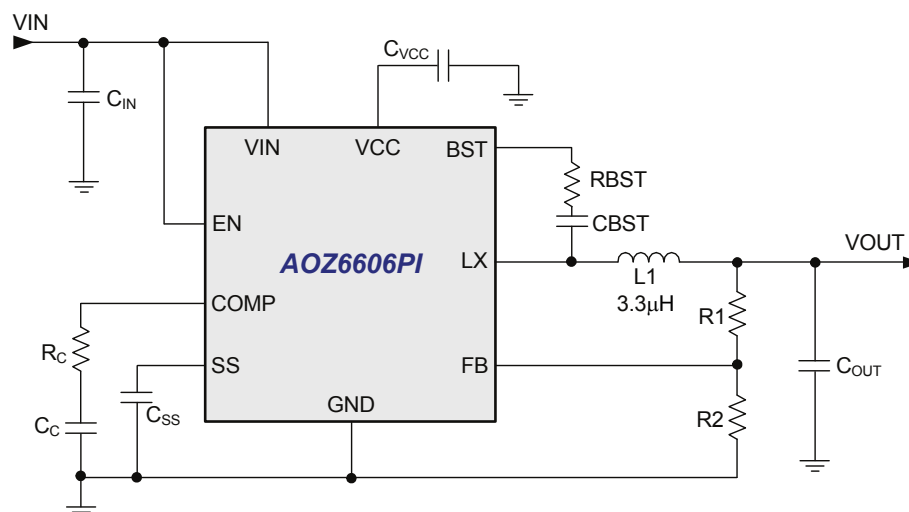 VIN
CVCC
CIN
VIN
VCC
BST
RBST
CBST
EN
AOZ6606PI
LX
VOUT
L1
3.3µH
COMP
R1
RC
SS
FB
COUT
GND
CSS
R2
CC